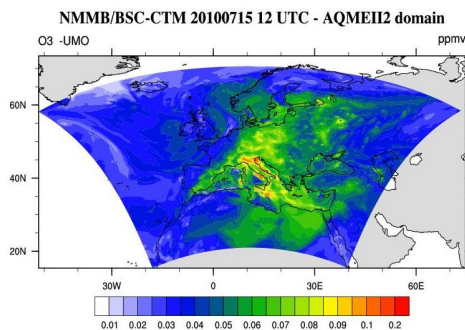 NMMB/BSC-CTM 20100715 12 UTC - AQMEII2 domain
O3 -UMO ppmv
60N
40N
20N
30W 0 30E 60E
0.01 0.02 0.03 0.04 0.05 0.06 0.07 0.08 0.09 0.1 0.2